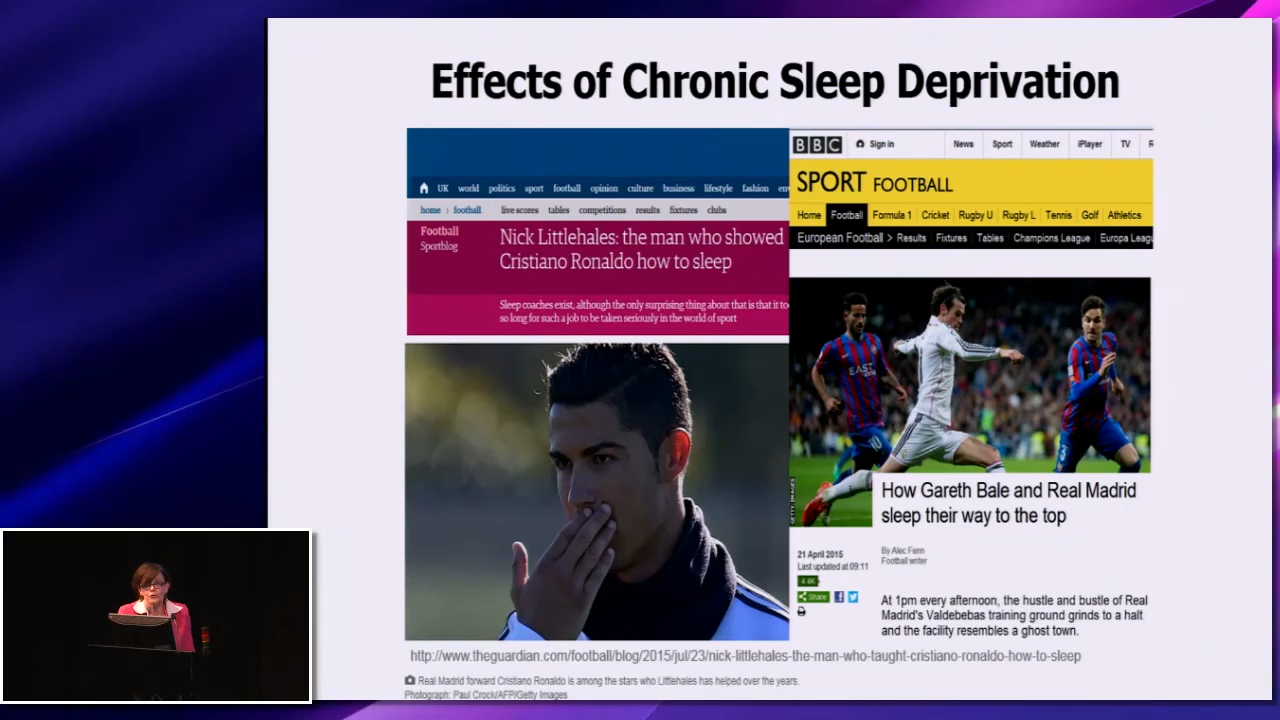 Effects of Chronic Sleep Deprivation
UK world politics sport football opinion culture business lifestyle fashion
home › football live scores tables competitions results fixtures clubs
Football
Sportblog
Nick Littlehales: the man who showed
Cristiano Ronaldo how to sleep
Sleep coaches exist, although the only surprising thing about that is that it
so long for such a job to be taken seriously in the world of sport
BBC Sign in News Sport Weather iPlayer TV
SPORT FOOTBALL
Home Football Formula 1 Cricket Rugby U Rugby L Tennis Golf Athletics
European Football > Results Fixtures Tables Champions League Europa
EAST
10
3
GETTY IMAGES
How Gareth Bale and Real Madrid
sleep their way to the top
21 April 2015
Last updated at 09:11
4.4K
Share
By Alec Fenn
Football writer
At 1pm every afternoon, the hustle and bustle of Real
Madrid's Valdebebas training ground grinds to a halt
and the facility resembles a ghost town.
http://www.theguardian.com/football/blog/2015/jul/23/nick-littlehales-the-man-who-taught-cristiano-ronaldo-how-to-sleep
Real Madrid forward Cristiano Ronaldo is among the stars who Littlehales has helped over the years.
Photograph: Paul Crock/AFP/Getty Images